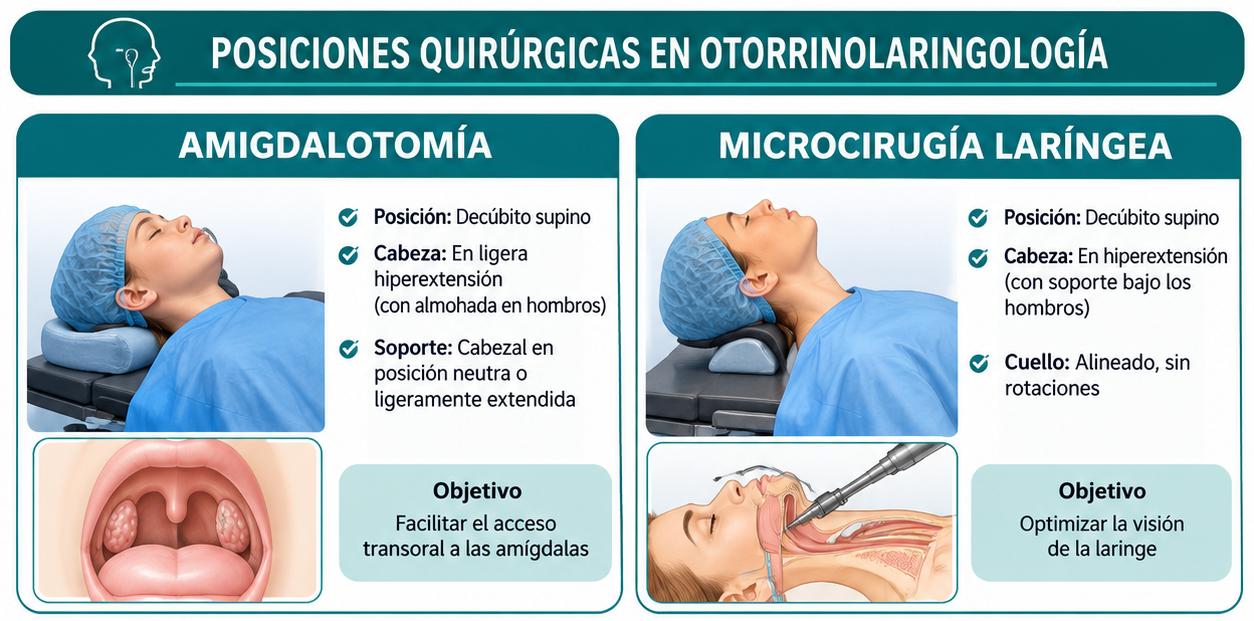 POSICIONES QUIRÚRGICAS EN OTORRINOLARINGOLOGÍA
AMIGDALOTOMÍA
Posición: Decúbito supino
Cabeza: En ligera
hiperextensión
(con almohada en hombros)
Soporte: Cabezal en
posición neutra o
ligeramente extendida
Objetivo
Facilitar el acceso
transoral a las amígdalas
MICROCIRUGÍA LARÍNGEA
Posición: Decúbito supino
Cabeza: En hiperextensión
(con soporte bajo los
hombros)
Cuello: Alineado, sin
rotaciones
Objetivo
Optimizar la visión
de la laringe